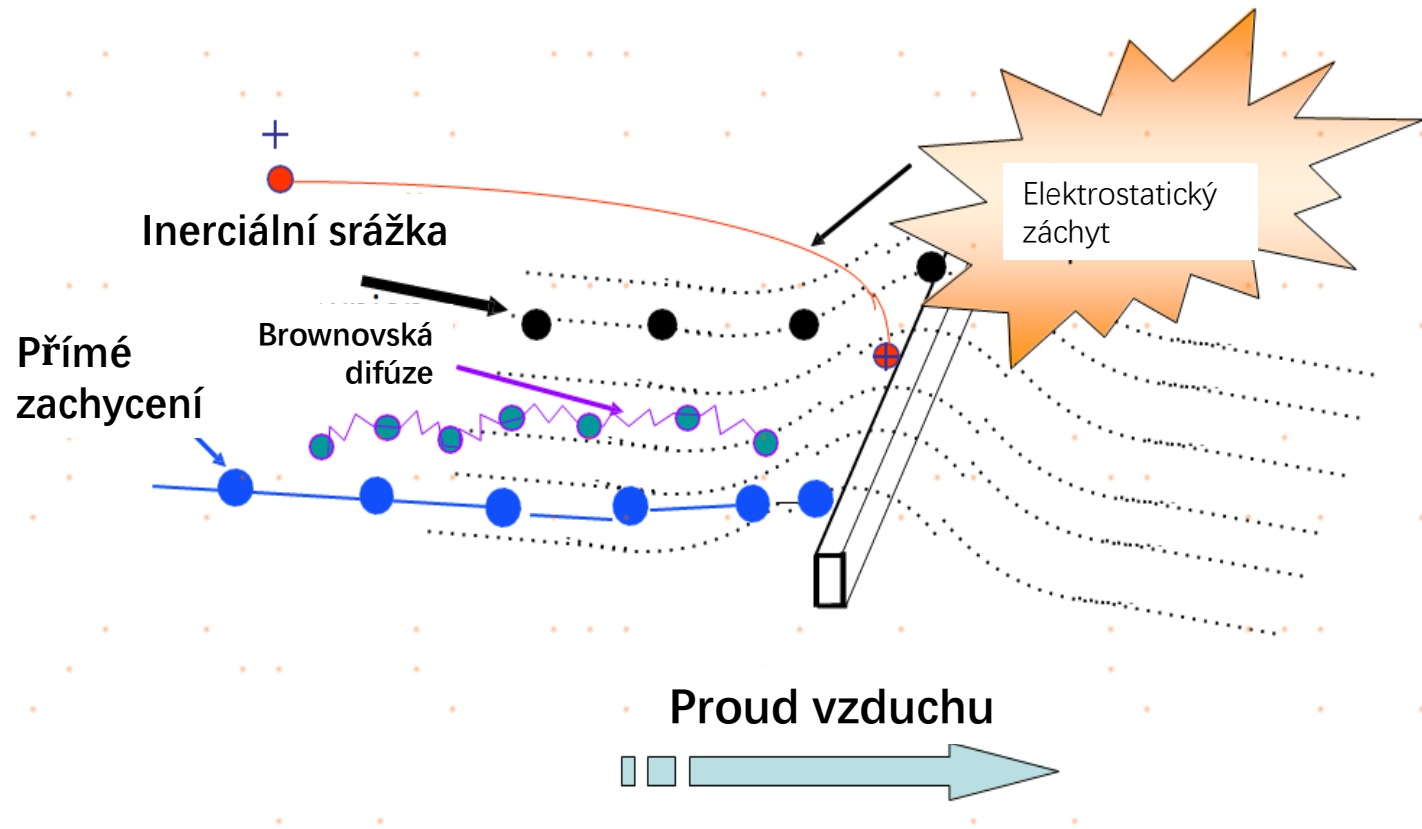 Elektrostatický
záchyt
Inerciální srážka
Brownovská
difúze
Přímé
zachycení
Proud vzduchu